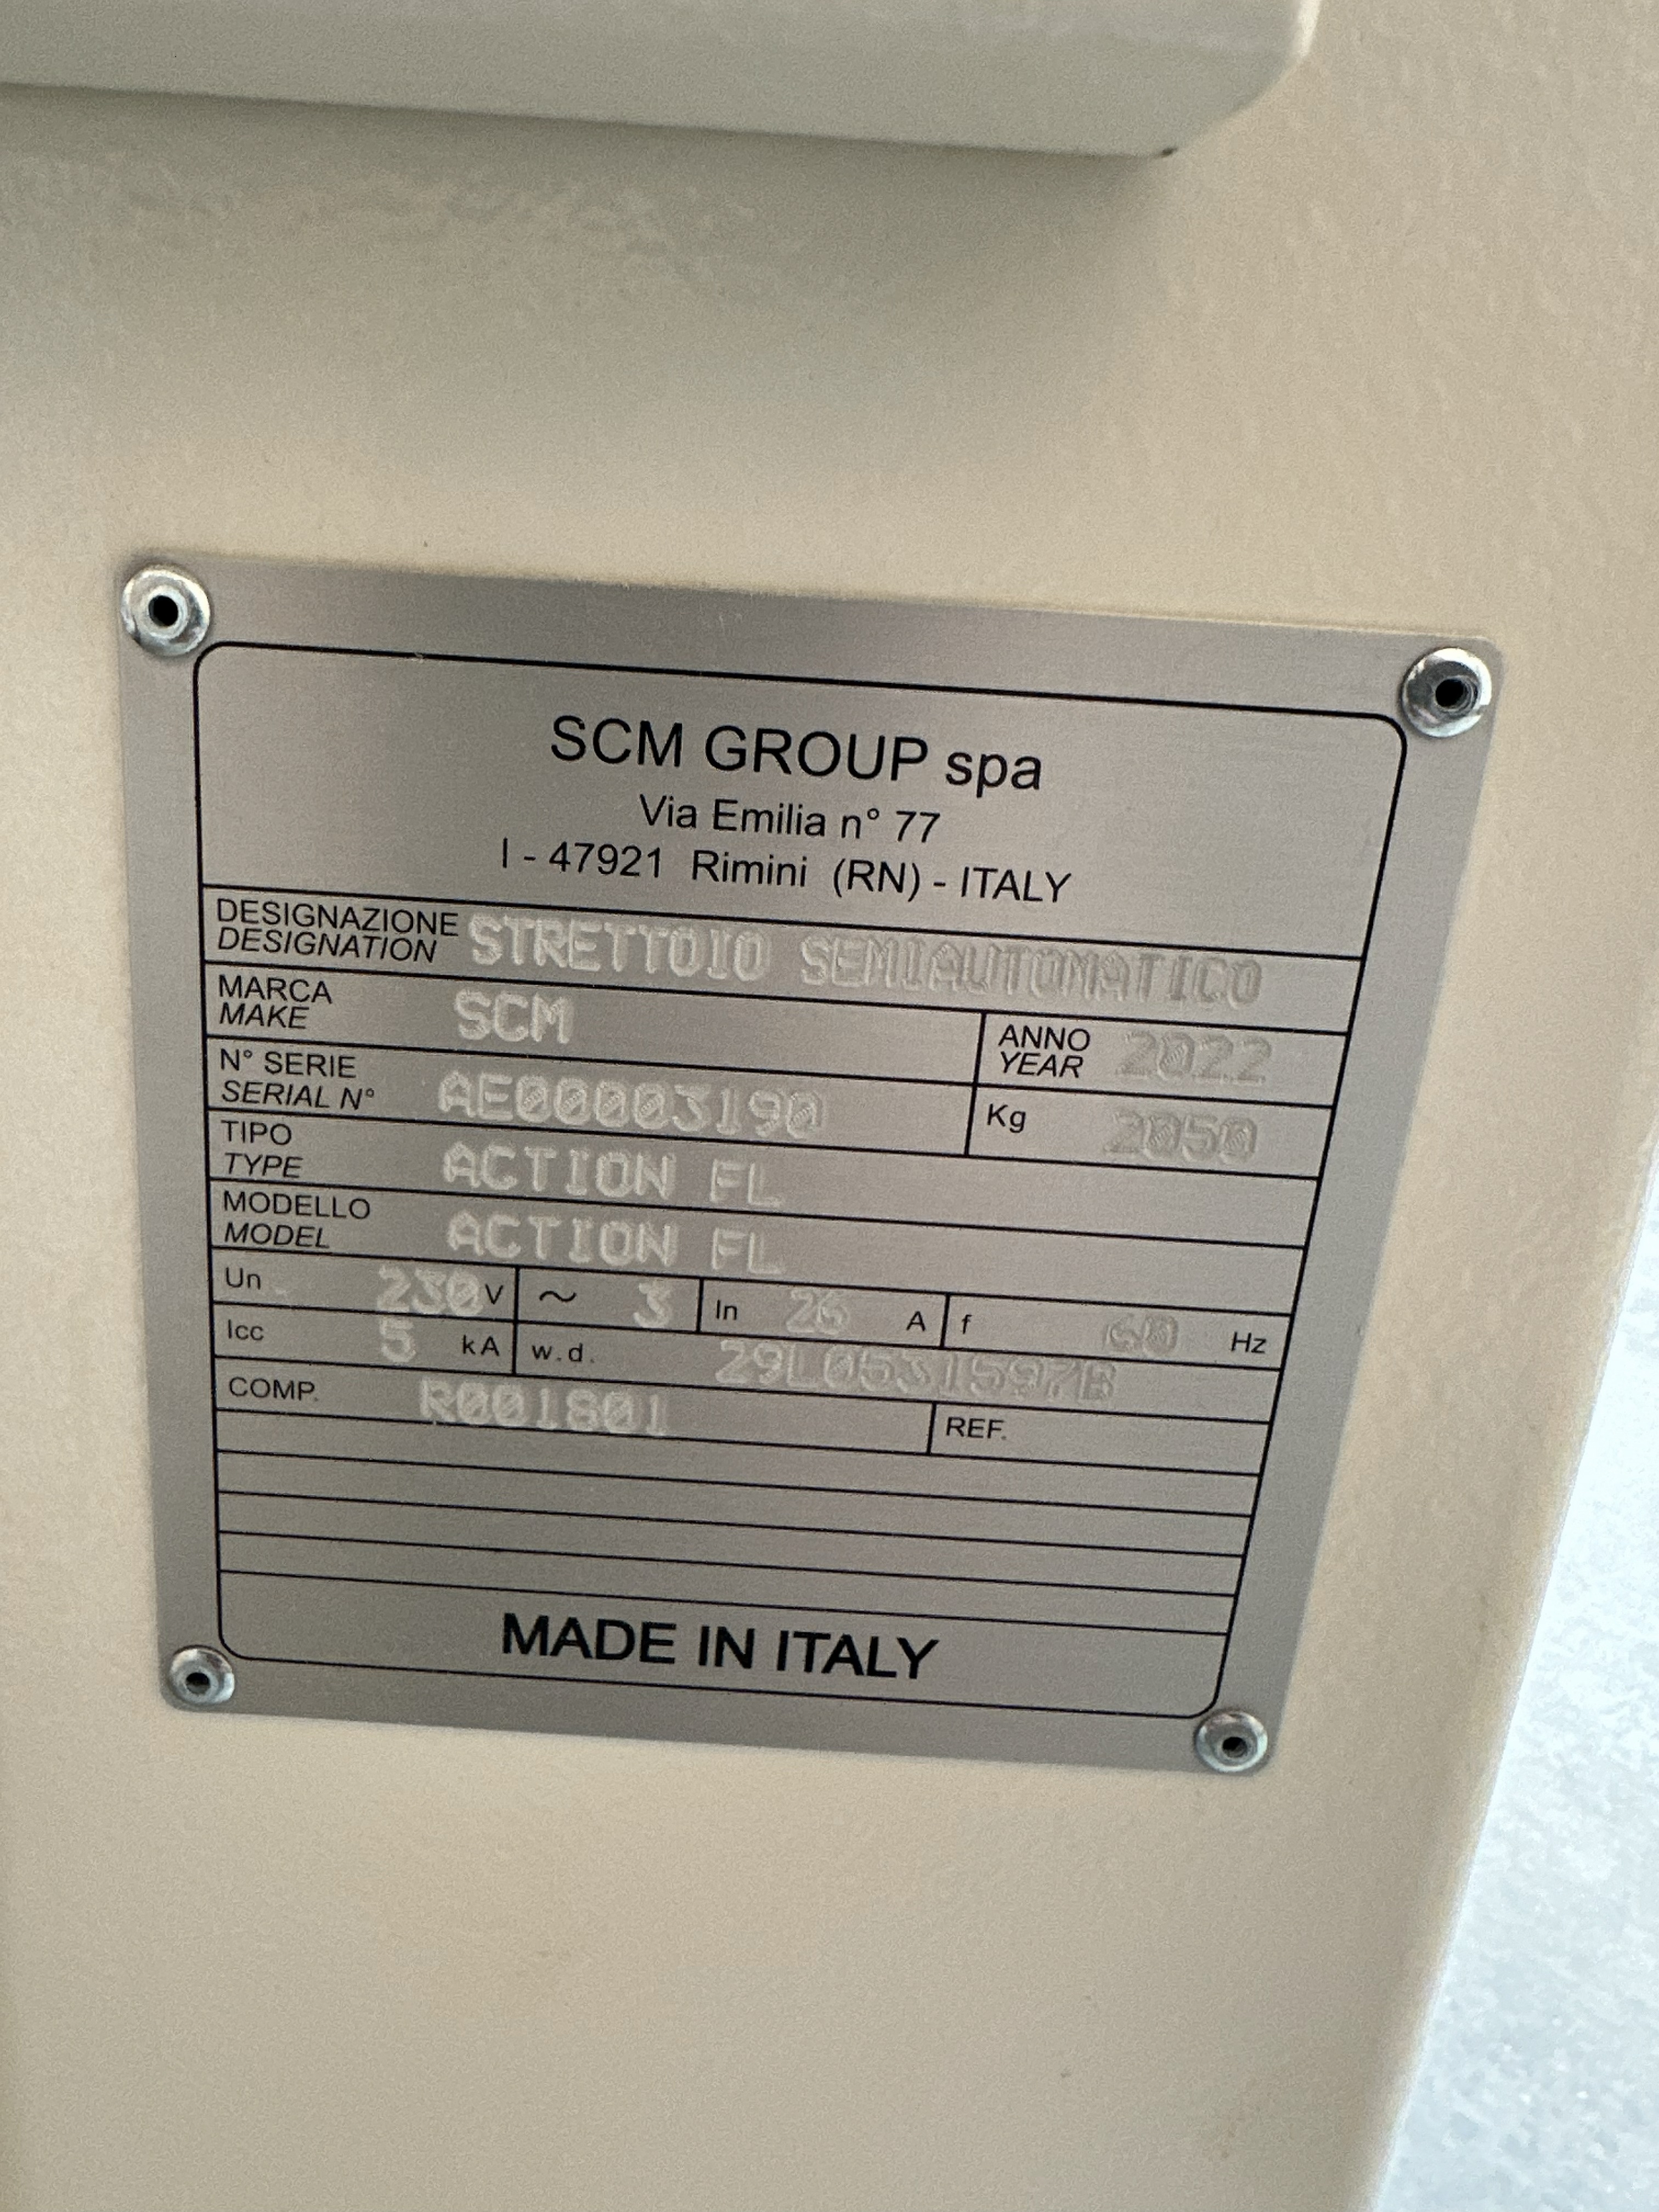 SCM GROUP spa
Via Emilia n° 77
I - 47921 Rimini (RN) - ITALY
DESIGNAZIONE
DESIGNATION STRETTOIO SEMIAUTOMATICO
MARCA
MAKE SCM
ANNO
YEAR 2022
N° SERIE
SERIAL N° AE00003190
Kg 2050
TIPO
TYPE ACTION FL
MODELLO
MODEL ACTION FL
Un 230 V ~ 3 In 26 A f 60 Hz
Icc 5 kA w.d. 29L0531597B
COMP. R001801 REF.
MADE IN ITALY